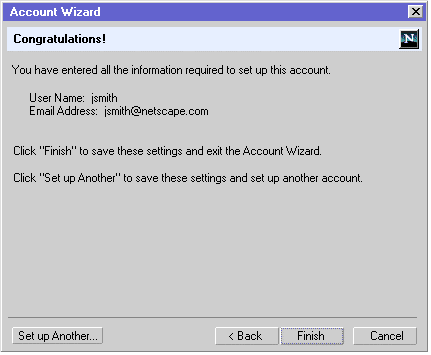 Account Wizard
Congratulations!
N
You have entered all the information required to set up this account.
User Name: jsmith
Email Address: jsmith@netscape.com
Click "Finish" to save these settings and exit the Account Wizard.
Click "Set up Another" to save these settings and set up another account.
Set up Another...
< Back
Finish
Cancel